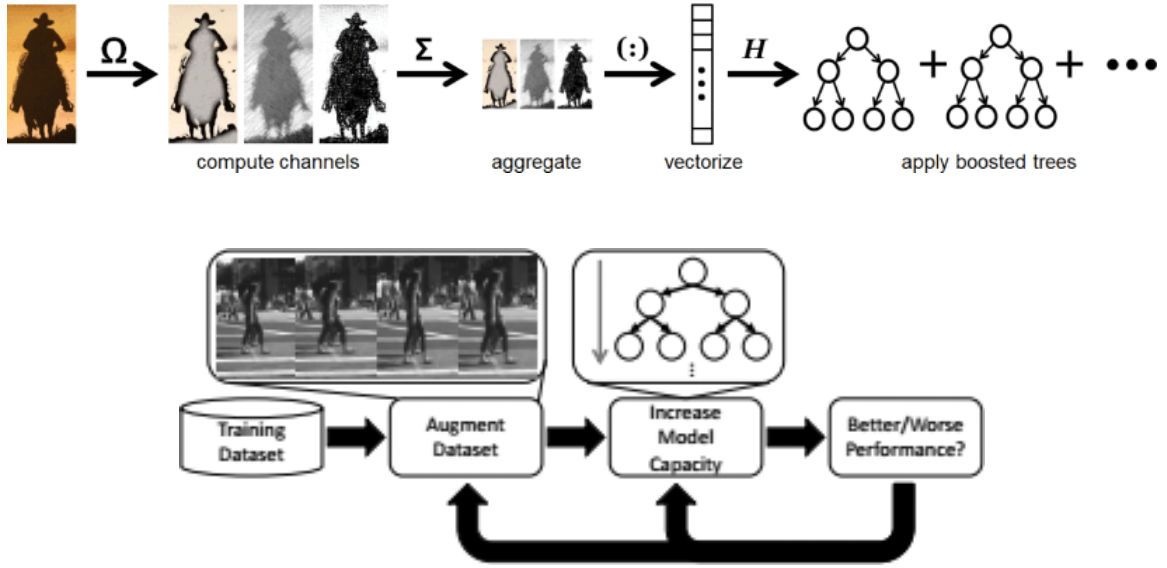 Ω Σ (:) H
+ + •••
compute channels aggregate vectorize apply boosted trees
Training
Dataset
Augment
Dataset
Increase
Model
Capacity
Better/Worse
Performance?